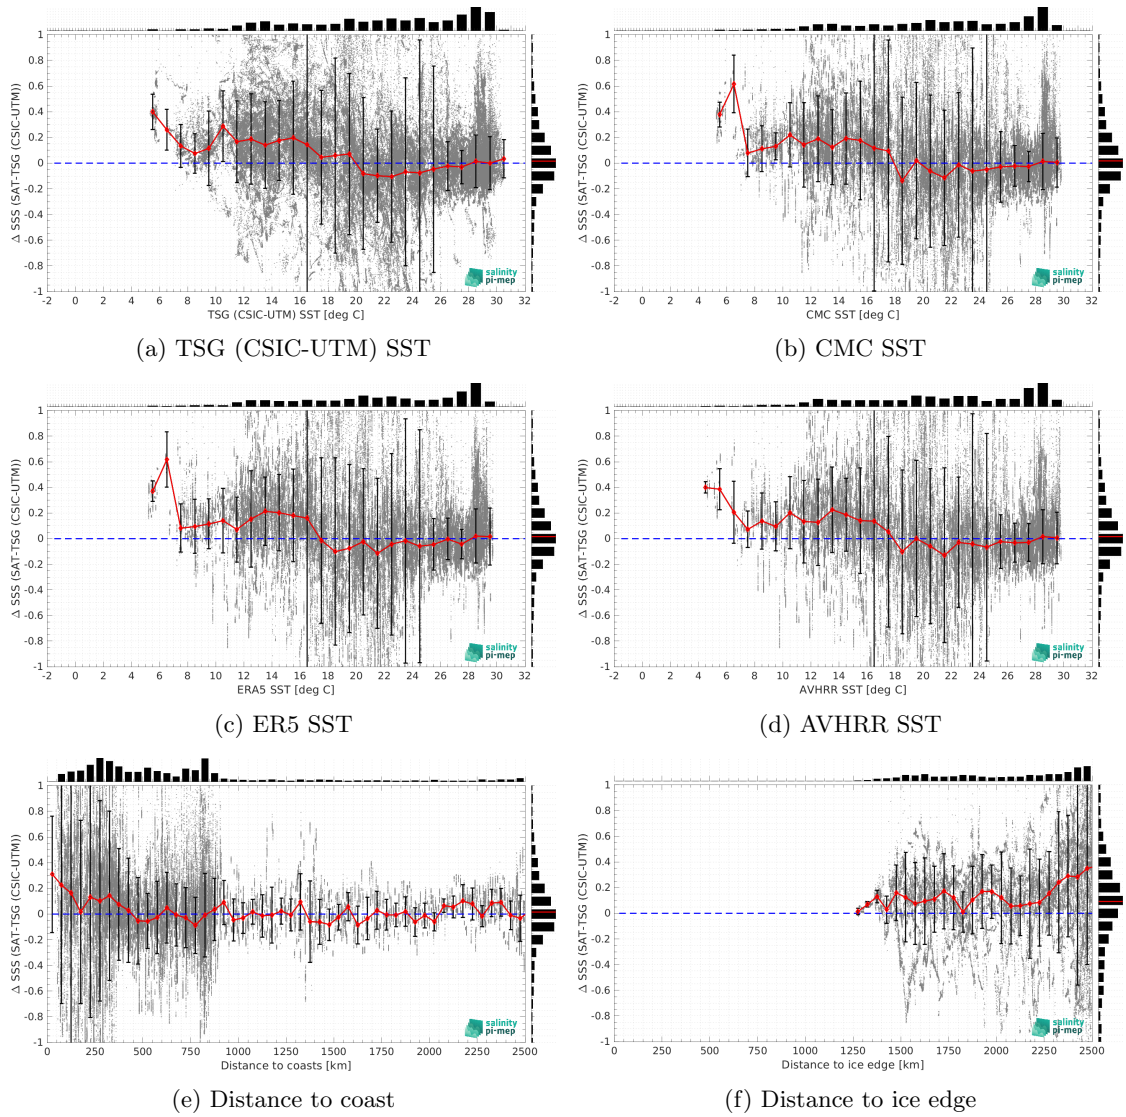 1
0.8
0.6
0.4
0.2
0
-0.2
-0.4
-0.6
-0.8
-1
Δ SSS (SAT-TSG (CSIC-UTM))
-2 0 2 4 6 8 10 12 14 16 18 20 22 24 26 28 30 32
TSG (CSIC-UTM) SST [deg C]
salinity
pi-mep
(a) TSG (CSIC-UTM) SST
1
0.8
0.6
0.4
0.2
0
-0.2
-0.4
-0.6
-0.8
-1
Δ SSS (SAT-TSG (CSIC-UTM))
-2 0 2 4 6 8 10 12 14 16 18 20 22 24 26 28 30 32
CMC SST [deg C]
salinity
pi-mep
(b) CMC SST
1
0.8
0.6
0.4
0.2
0
-0.2
-0.4
-0.6
-0.8
-1
Δ SSS (SAT-TSG (CSIC-UTM))
-2 0 2 4 6 8 10 12 14 16 18 20 22 24 26 28 30 32
ERA5 SST [deg C]
salinity
pi-mep
(c) ER5 SST
1
0.8
0.6
0.4
0.2
0
-0.2
-0.4
-0.6
-0.8
-1
Δ SSS (SAT-TSG (CSIC-UTM))
-2 0 2 4 6 8 10 12 14 16 18 20 22 24 26 28 30 32
AVHRR SST [deg C]
salinity
pi-mep
(d) AVHRR SST
1
0.8
0.6
0.4
0.2
0
-0.2
-0.4
-0.6
-0.8
-1
Δ SSS (SAT-TSG (CSIC-UTM))
0 250 500 750 1000 1250 1500 1750 2000 2250 2500
Distance to coasts [km]
salinity
pi-mep
(e) Distance to coast
1
0.8
0.6
0.4
0.2
0
-0.2
-0.4
-0.6
-0.8
-1
Δ SSS (SAT-TSG (CSIC-UTM))
0 250 500 750 1000 1250 1500 1750 2000 2250 2500
Distance to ice edge [km]
salinity
pi-mep
(f) Distance to ice edge